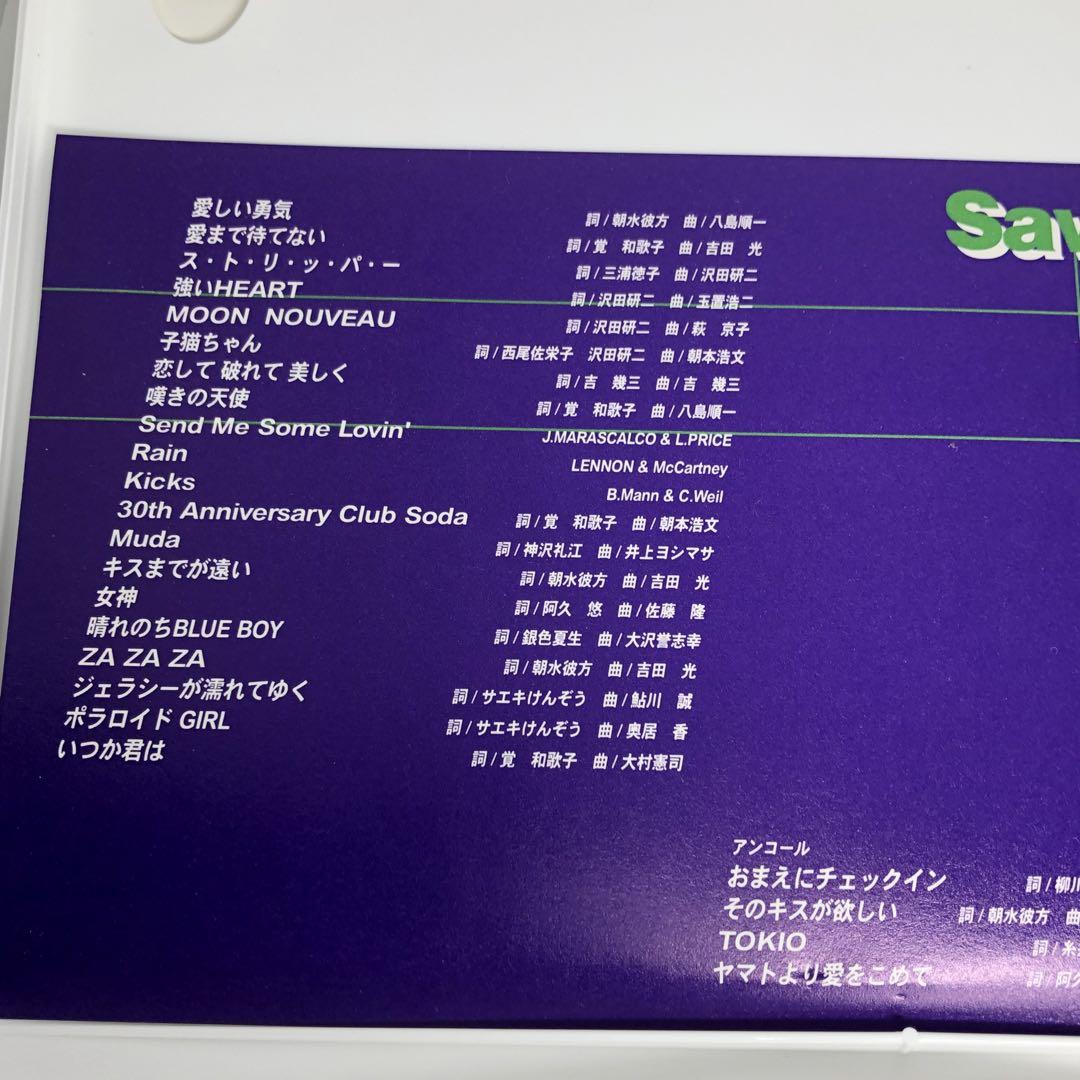 Sav
愛しい勇気 詞/朝水彼方 曲/八島順一
愛まで待てない 詞/覚 和歌子 曲/吉田 光
ス・ト・リ・ッ・パ・ー 詞/三浦徳子 曲/沢田研二
強いHEART 詞/沢田研二 曲/玉置浩二
MOON NOUVEAU 詞/沢田研二 曲/萩 京子
子猫ちゃん 詞/西尾佐栄子 沢田研二 曲/朝本浩文
恋して 破れて 美しく 詞/吉 幾三 曲/吉 幾三
嘆きの天使 詞/覚 和歌子 曲/八島順一
Send Me Some Lovin' J.MARASCALCO & L.PRICE
Rain LENNON & McCartney
Kicks B.Mann & C.Weil
30th Anniversary Club Soda 詞/覚 和歌子 曲/朝本浩文
Muda 詞/神沢礼江 曲/井上ヨシマサ
キスまでが遠い 詞/朝水彼方 曲/吉田 光
女神 詞/阿久 悠 曲/佐藤 隆
晴れのちBLUE BOY 詞/銀色夏生 曲/大沢誉志幸
ZA ZA ZA 詞/朝水彼方 曲/吉田 光
ジェラシーが濡れてゆく 詞/サエキけんぞう 曲/鮎川 誠
ポラロイド GIRL 詞/サエキけんぞう 曲/奥居 香
いつか君は 詞/覚 和歌子 曲/大村憲司
アンコール
おまえにチェックイン 詞/柳川
そのキスが欲しい 詞/朝水彼方 曲
TOKIO 詞/糸
ヤマトより愛をこめて 詞/阿久